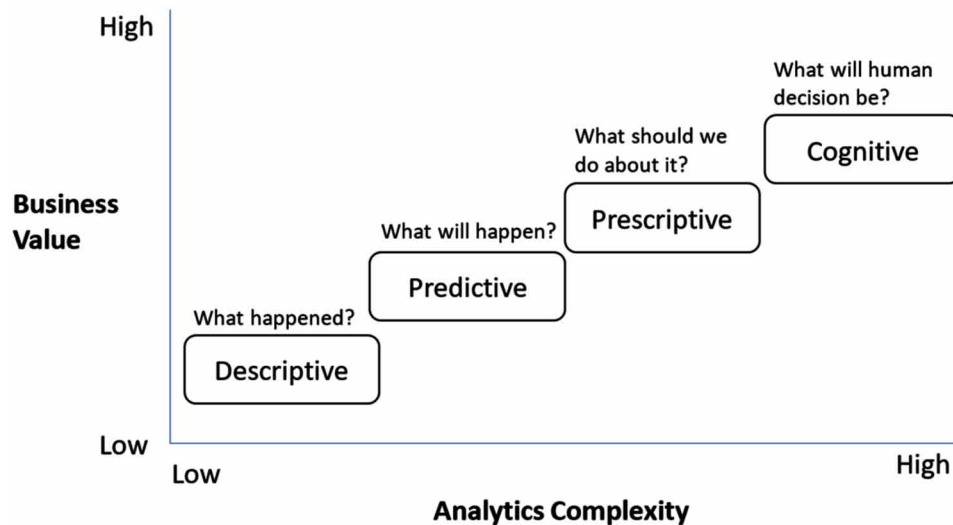 High
What will human
decision be?
Cognitive
What should we
do about it?
Prescriptive
Business
Value
What will happen?
Predictive
What happened?
Descriptive
Low
Low
High
Analytics Complexity